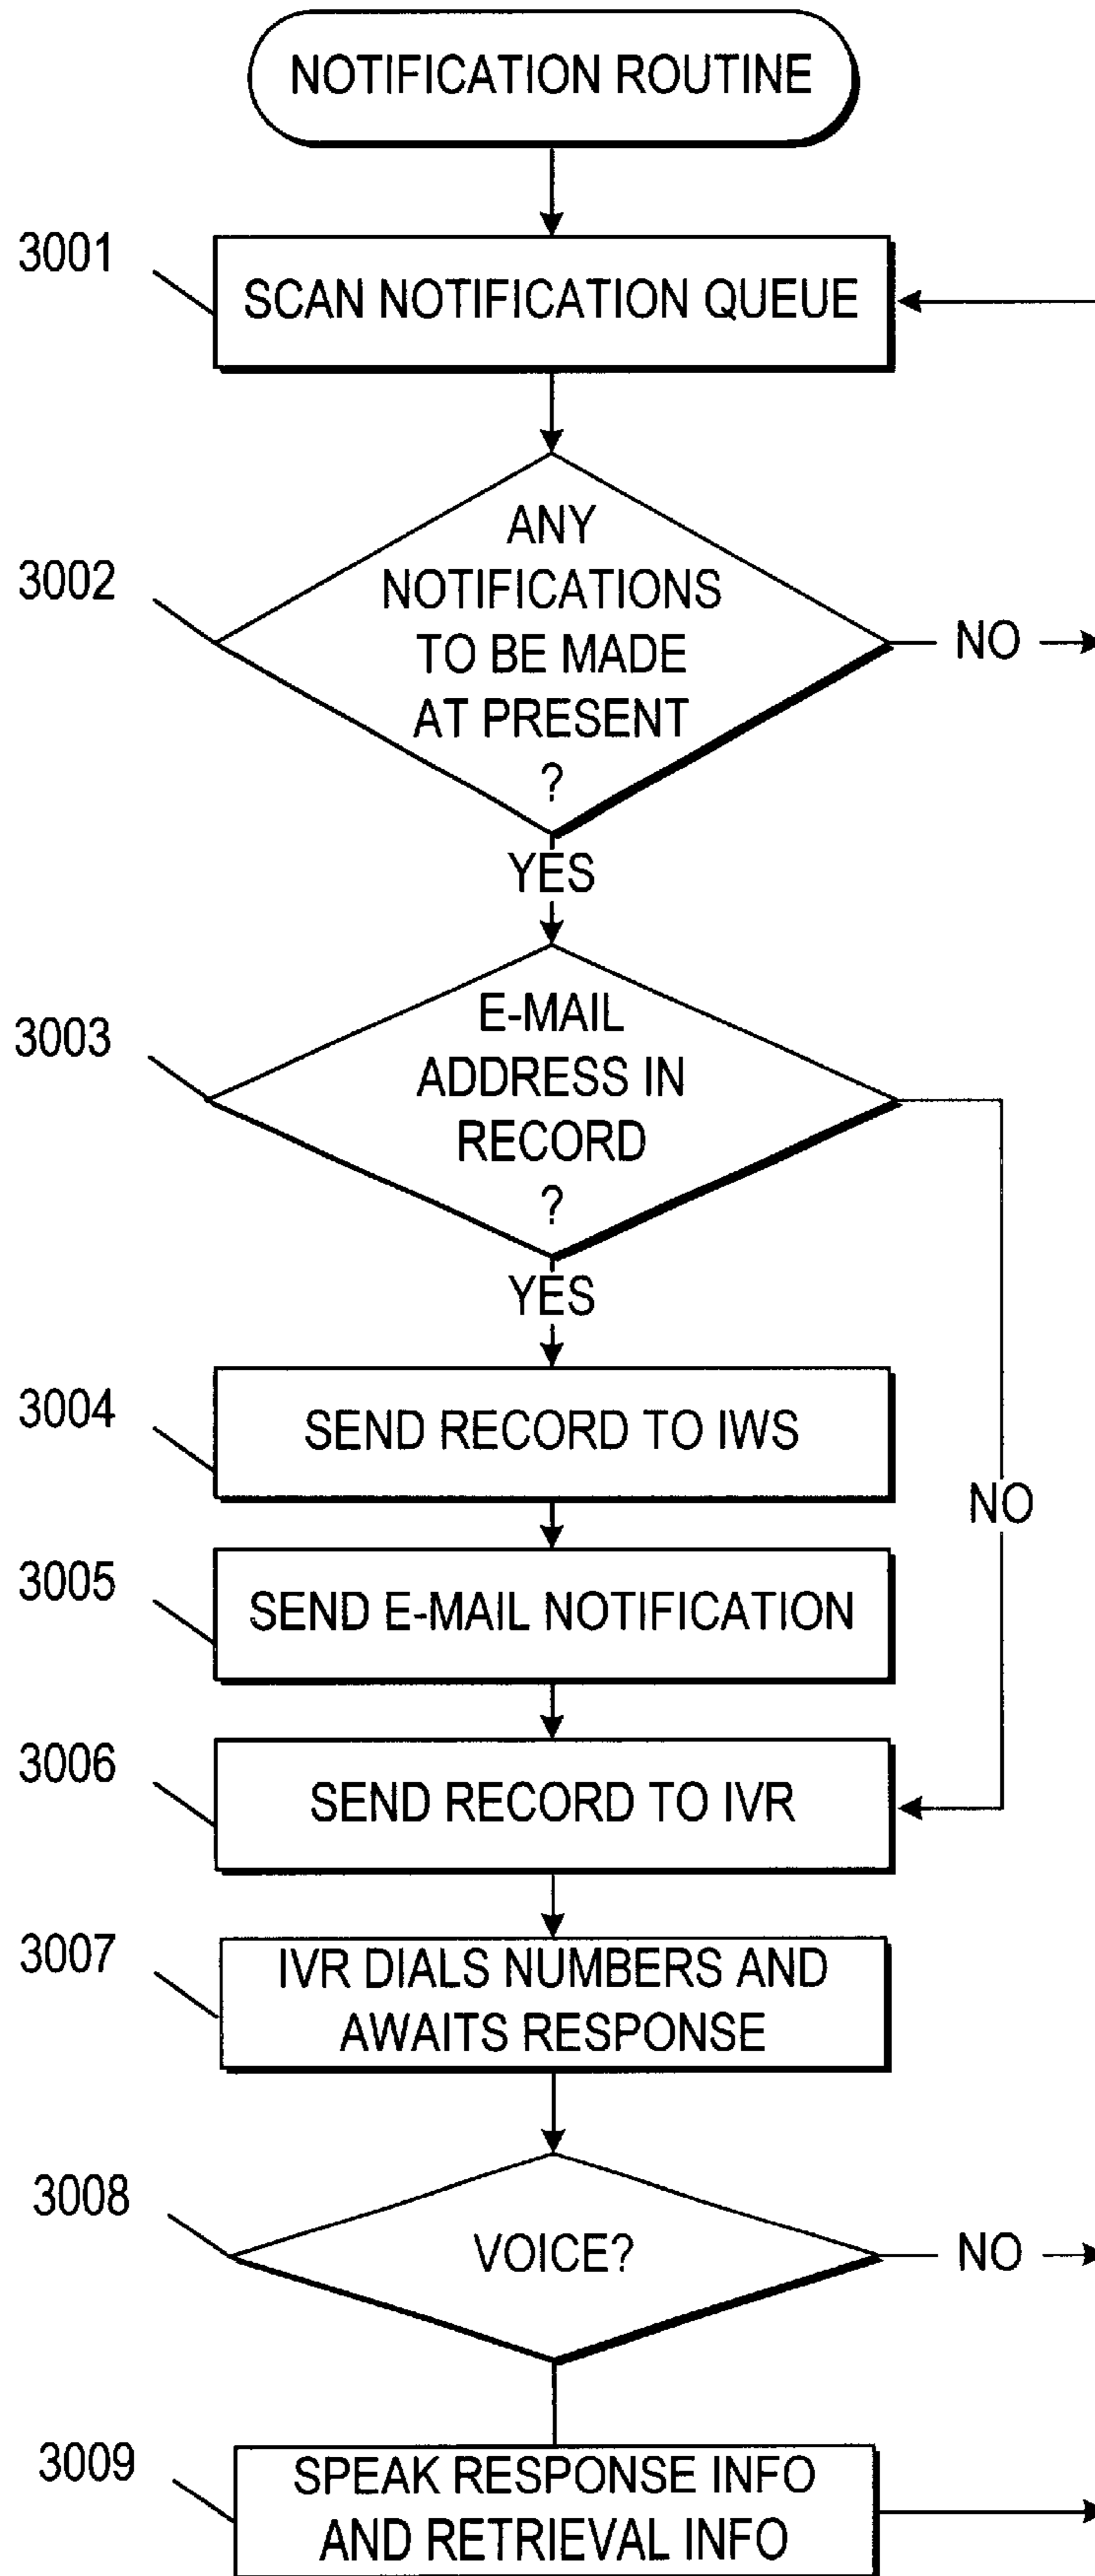 NOTIFICATION ROUTINE
3001
SCAN NOTIFICATION QUEUE
3002
ANY
NOTIFICATIONS
TO BE MADE
AT PRESENT
?
NO
YES
3003
E-MAIL
ADDRESS IN
RECORD
?
YES
3004
SEND RECORD TO IWS
NO
3005
SEND E-MAIL NOTIFICATION
3006
SEND RECORD TO IVR
3007
IVR DIALS NUMBERS AND
AWAITS RESPONSE
3008
VOICE?
NO
3009
SPEAK RESPONSE INFO
AND RETRIEVAL INFO